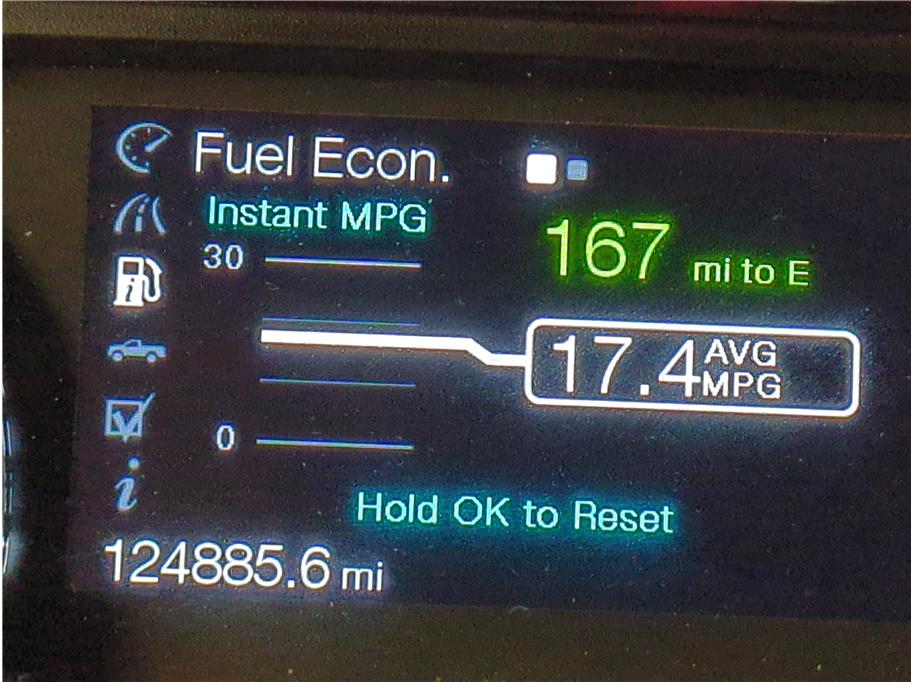 Fuel Econ.
Instant MPG
30
167 mi to E
17.4 AVG MPG
0
Hold OK to Reset
124885.6 mi